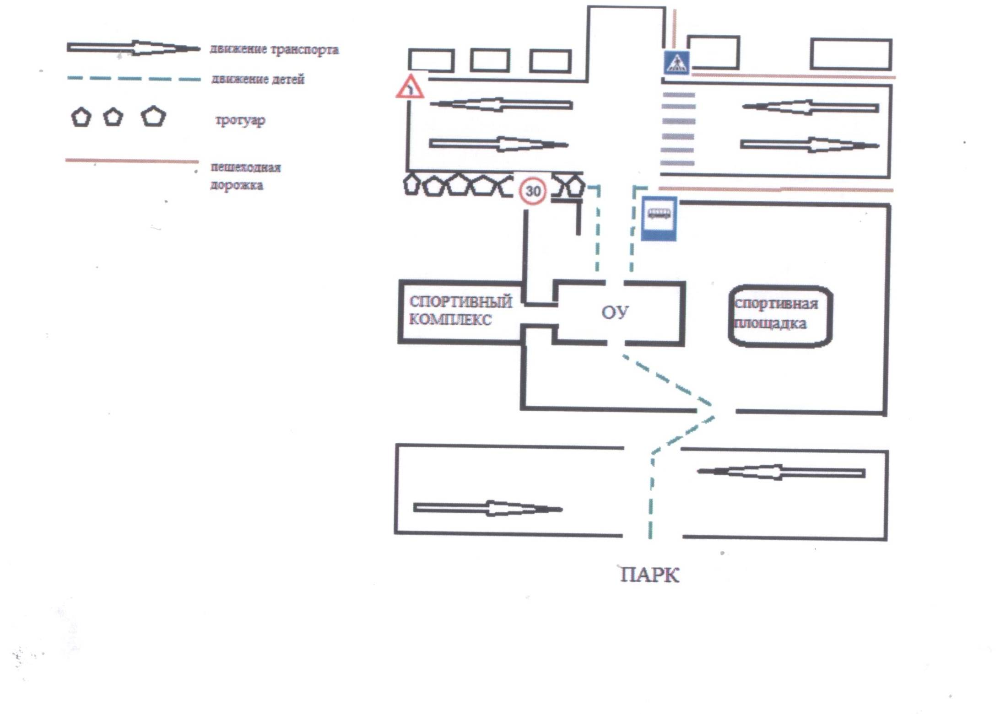 движение транспорта
движение детей
тротуар
пешеходная
дорожка
30
СПОРТИВНЫЙ
КОМПЛЕКС
ОУ
спортивная
площадка
ПАРК